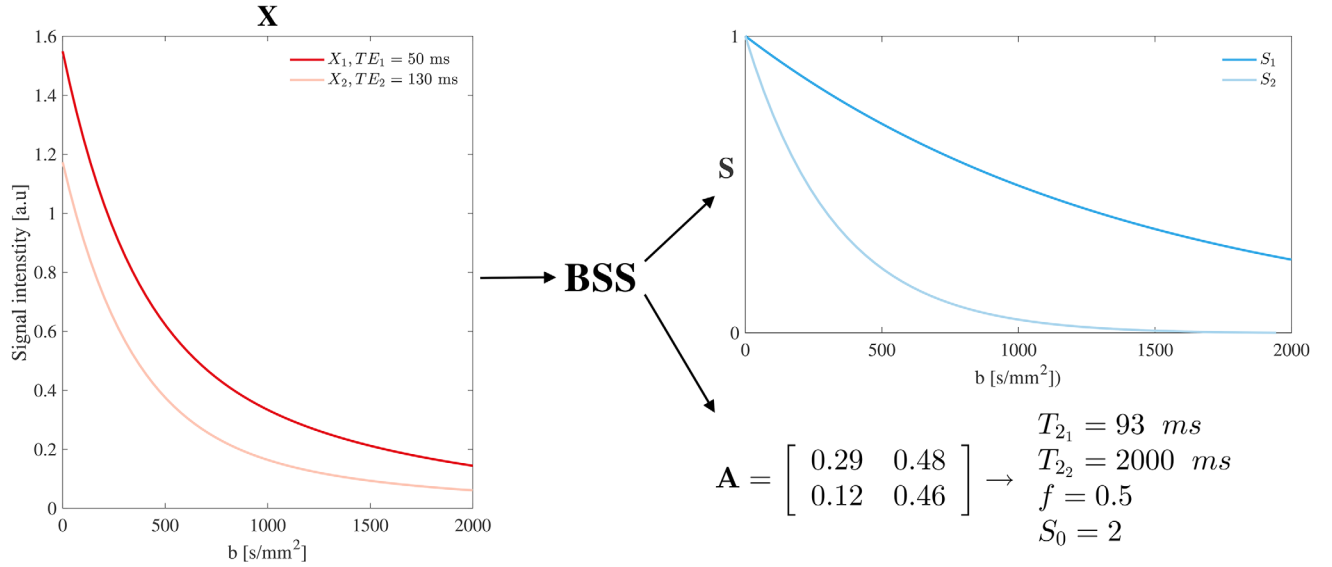 X
1.6
1.4
1.2
1
0.8
0.6
0.4
0.2
0
Signal intenstity [a.u]
X₁, TE₁ = 50 ms
X₂, TE₂ = 130 ms
0 500 1000 1500 2000
b [s/mm²]
BSS
S
1
0
S₁
S₂
0 500 1000 1500 2000
b [s/mm²])
A = [ 0.29 0.48
0.12 0.46 ] →
T₂₁ = 93 ms
T₂₂ = 2000 ms
f = 0.5
S₀ = 2